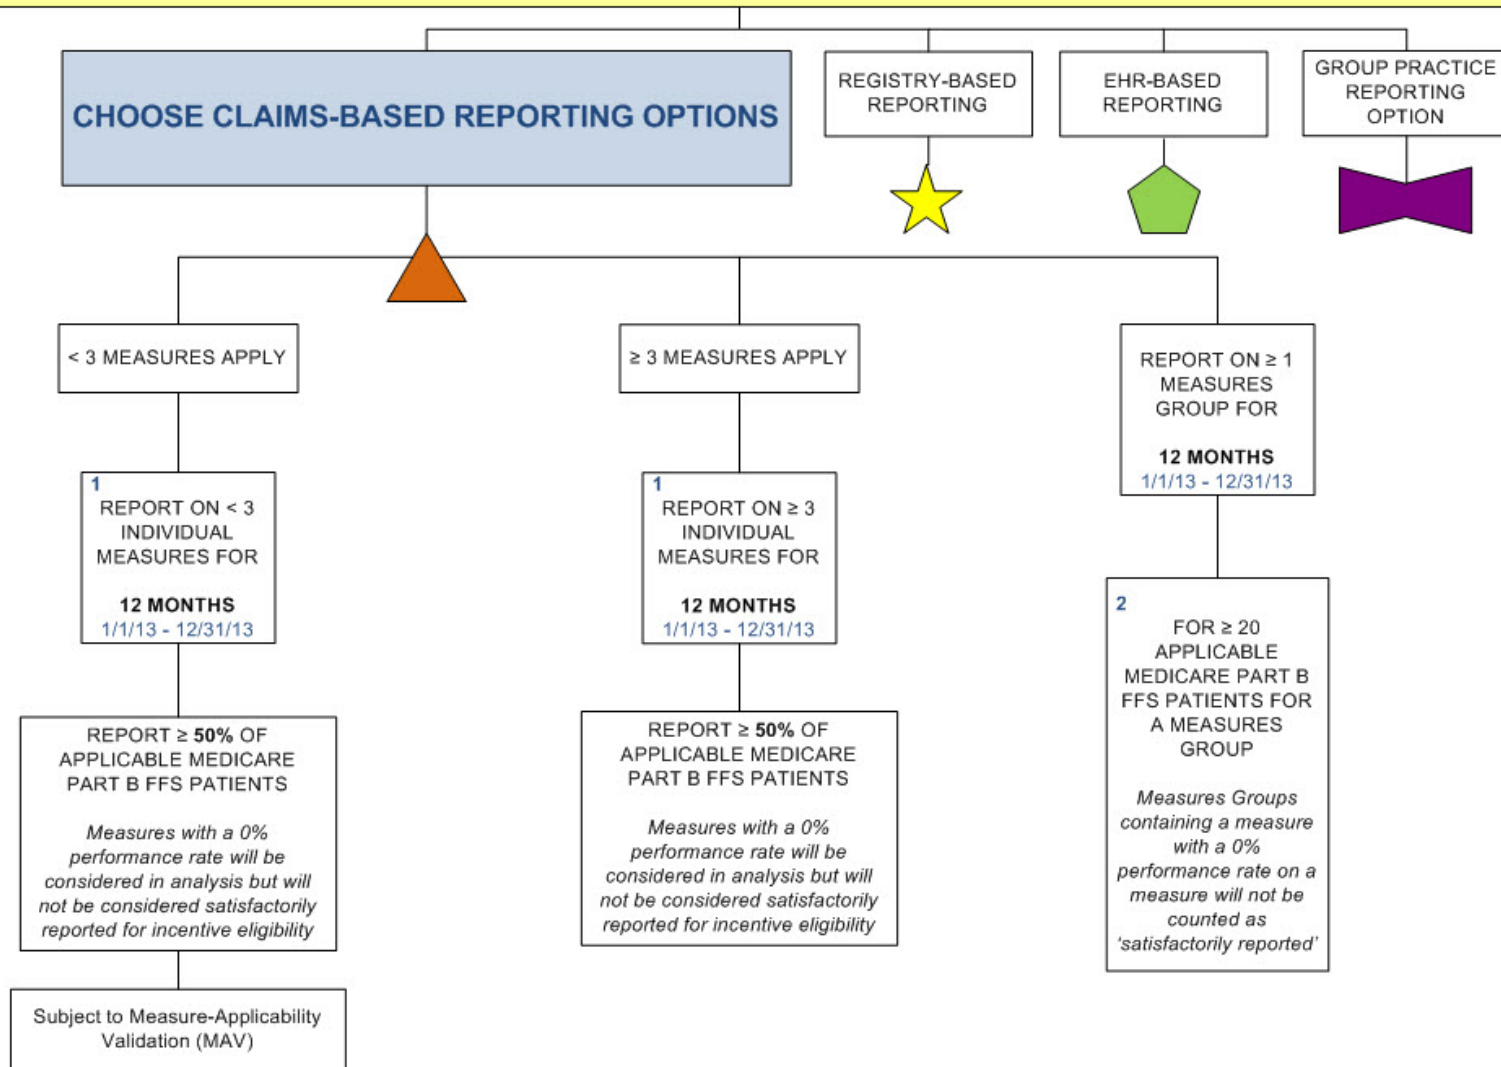 CHOOSE CLAIMS-BASED REPORTING OPTIONS
REGISTRY-BASED
REPORTING
EHR-BASED
REPORTING
GROUP PRACTICE
REPORTING
OPTION
< 3 MEASURES APPLY
≥ 3 MEASURES APPLY
REPORT ON ≥ 1
MEASURES
GROUP FOR
12 MONTHS
1/1/13 - 12/31/13
1
REPORT ON < 3
INDIVIDUAL
MEASURES FOR
12 MONTHS
1/1/13 - 12/31/13
1
REPORT ON ≥ 3
INDIVIDUAL
MEASURES FOR
12 MONTHS
1/1/13 - 12/31/13
2
FOR ≥ 20
APPLICABLE
MEDICARE PART B
FFS PATIENTS FOR
A MEASURES
GROUP
Measures Groups
containing a measure
with a 0%
performance rate on a
measure will not be
counted as
‘satisfactorily reported’
REPORT ≥ 50% OF
APPLICABLE MEDICARE
PART B FFS PATIENTS
Measures with a 0%
performance rate will be
considered in analysis but will
not be considered satisfactorily
reported for incentive eligibility
REPORT ≥ 50% OF
APPLICABLE MEDICARE
PART B FFS PATIENTS
Measures with a 0%
performance rate will be
considered in analysis but will
not be considered satisfactorily
reported for incentive eligibility
Subject to Measure-Applicability
Validation (MAV)